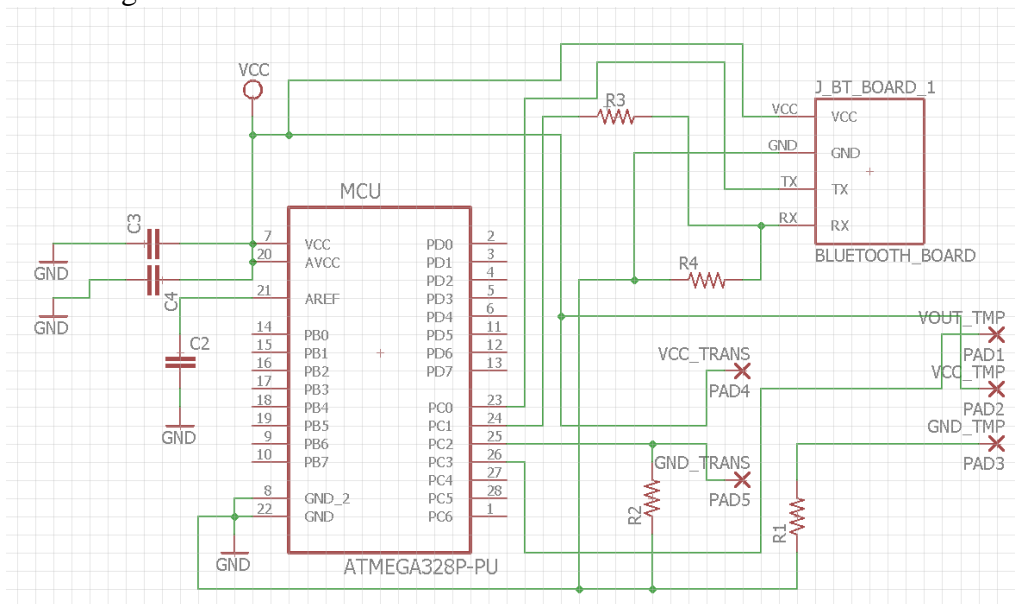 VCC
R3
J_BT_BOARD_1
VCC VCC
GND GND
TX TX
RX RX
BLUETOOTH_BOARD
MCU
C3
7 VCC PD0 2
20 AVCC PD1 3
PD2 4
21 AREF PD3 5
PD4 6
14 PB0 PD5 11
15 PB1 PD6 12
16 PB2 PD7 13
17 PB3
18 PB4 PC0 23
19 PB5 PC1 24
9 PB6 PC2 25
10 PB7 PC3 26
PC4 27
8 GND_2 PC5 28
22 GND PC6 1
ATMEGA328P-PU
GND
C4
GND
C2
GND
GND
R4
VOUT_TMP
PAD1
VCC_TMP
PAD2
GND_TMP
PAD3
VCC_TRANS
PAD4
GND_TRANS
PAD5
R2
R1